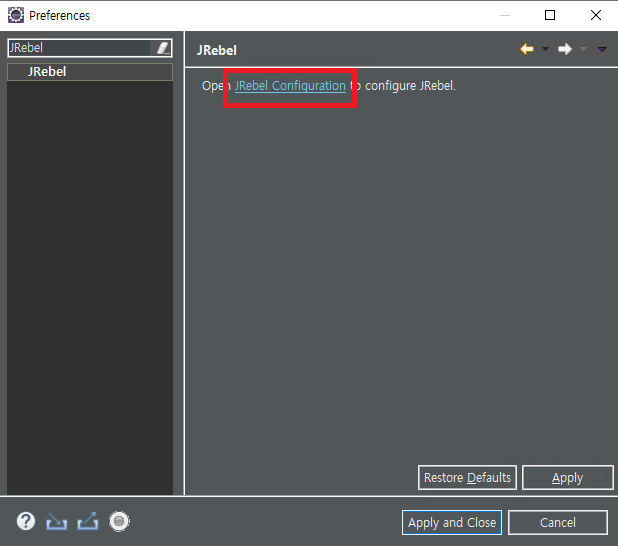 Preferences
JRebel
JRebel
JRebel
Open JRebel Configuration to configure JRebel.
Restore Defaults
Apply
Apply and Close
Cancel